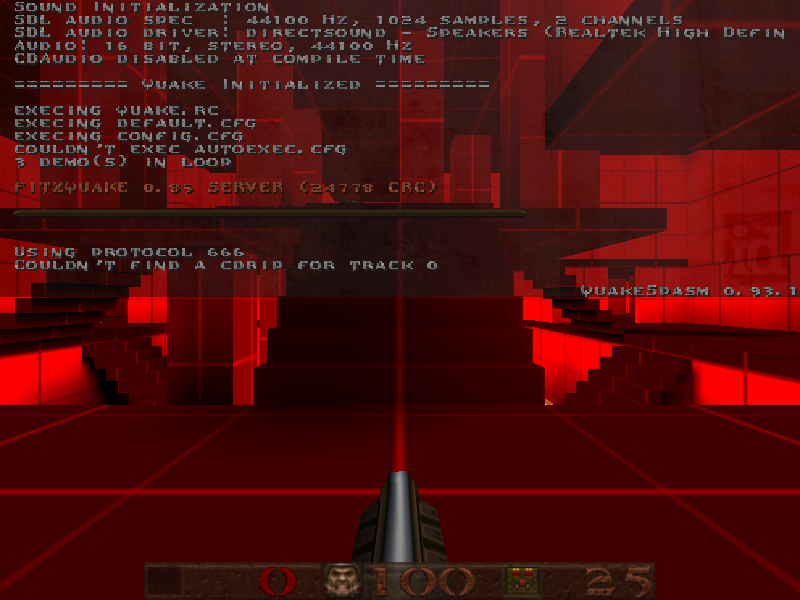 Sound Initialization
SDL audio spec  : 44100 Hz, 1024 samples, 2 channels
SDL audio driver: directsound - Speakers (Realtek High Defin
Audio: 16 bit, stereo, 44100 Hz
CDAudio disabled at compile time
========= Quake Initialized =========
execing quake.rc
execing default.cfg
execing config.cfg
couldn't exec autoexec.cfg
3 demo(s) in loop
FITZQUAKE 0.85 SERVER (24778 CRC)
Using protocol 666
Couldn't find a cdrip for track 0
QuakeSpasm 0.93.1
0 100 25